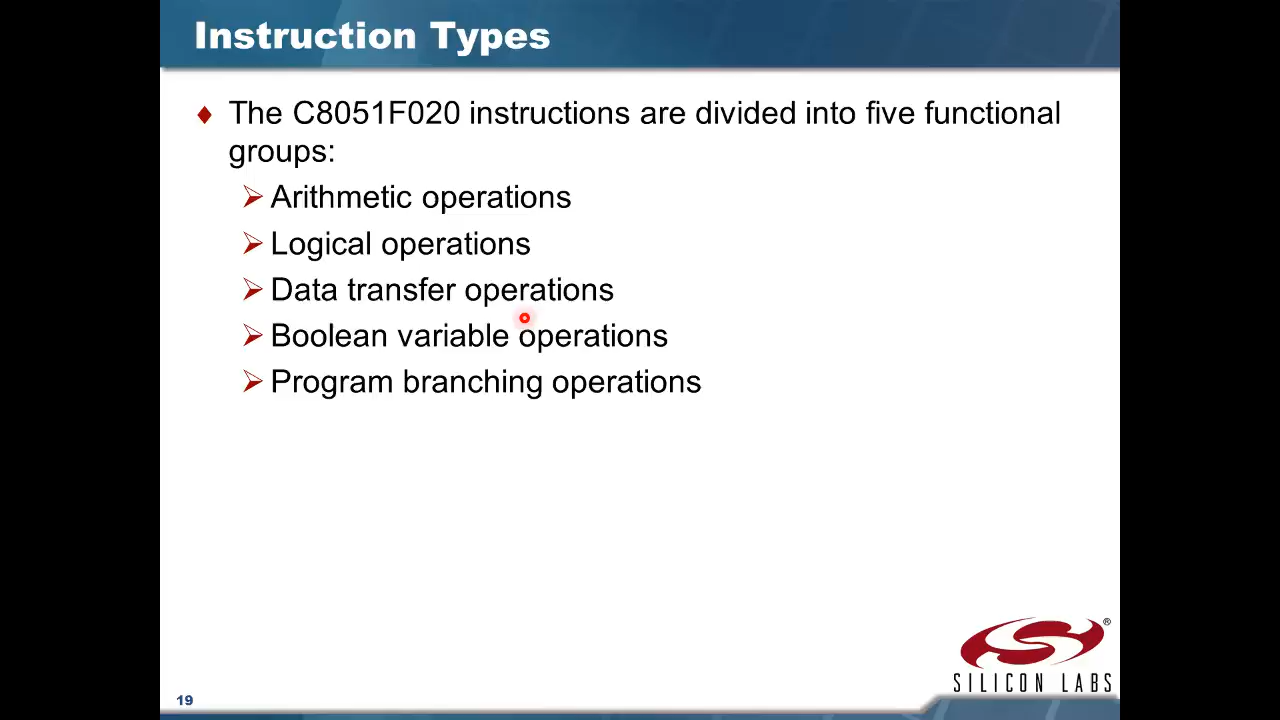 Instruction Types
The C8051F020 instructions are divided into five functional
groups:
Arithmetic operations
Logical operations
Data transfer operations
Boolean variable operations
Program branching operations
®
SILICON LABS
19